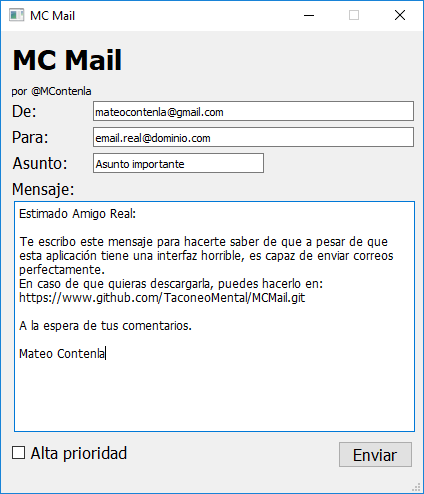 MC Mail
MC Mail
por @MContenla
De: mateocontenla@gmail.com
Para: email.real@dominio.com
Asunto: Asunto importante
Mensaje:
Estimado Amigo Real:
Te escribo este mensaje para hacerte saber de que a pesar de que
esta aplicación tiene una interfaz horrible, es capaz de enviar correos
perfectamente.
En caso de que quieras descargarla, puedes hacerlo en:
https://www.github.com/TaconeoMental/MCMail.git
A la espera de tus comentarios.
Mateo Contenla
Alta prioridad Enviar